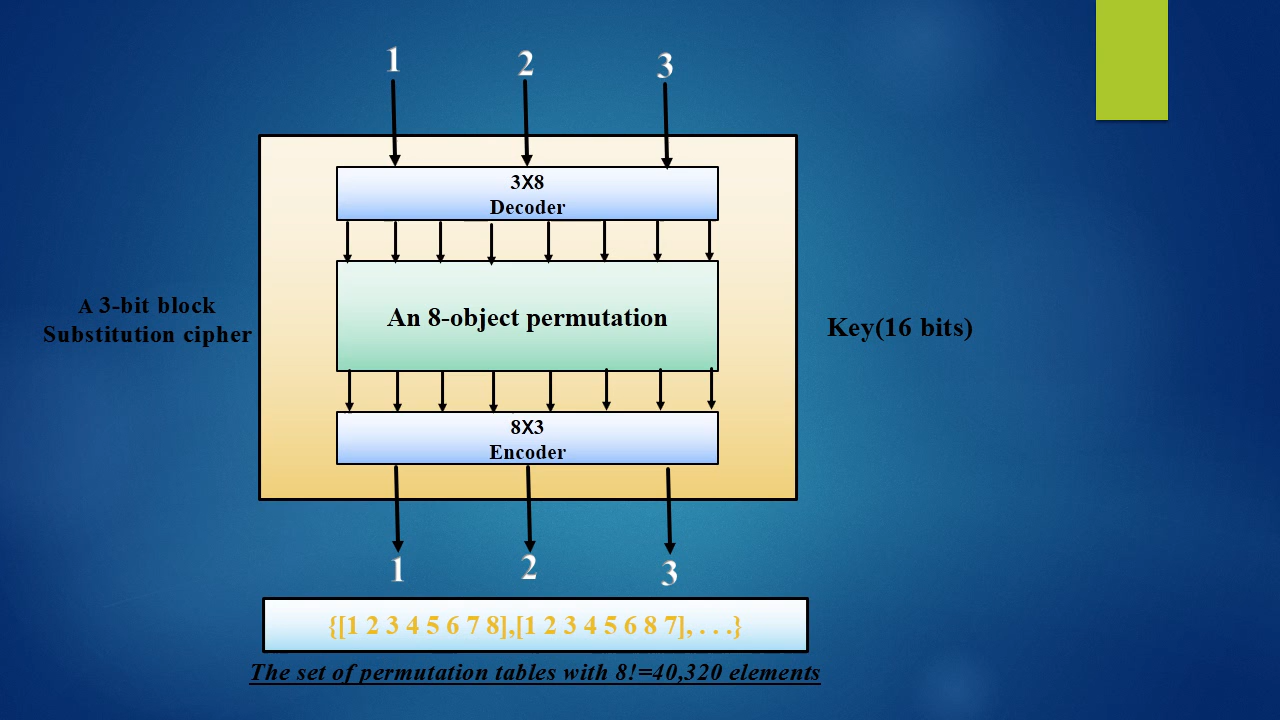 1 2 3
3X8
Decoder
An 8-object permutation
A 3-bit block
Substitution cipher
Key(16 bits)
8X3
Encoder
1 2 3
{[1 2 3 4 5 6 7 8],[1 2 3 4 5 6 8 7], . . .}
The set of permutation tables with 8!=40,320 elements